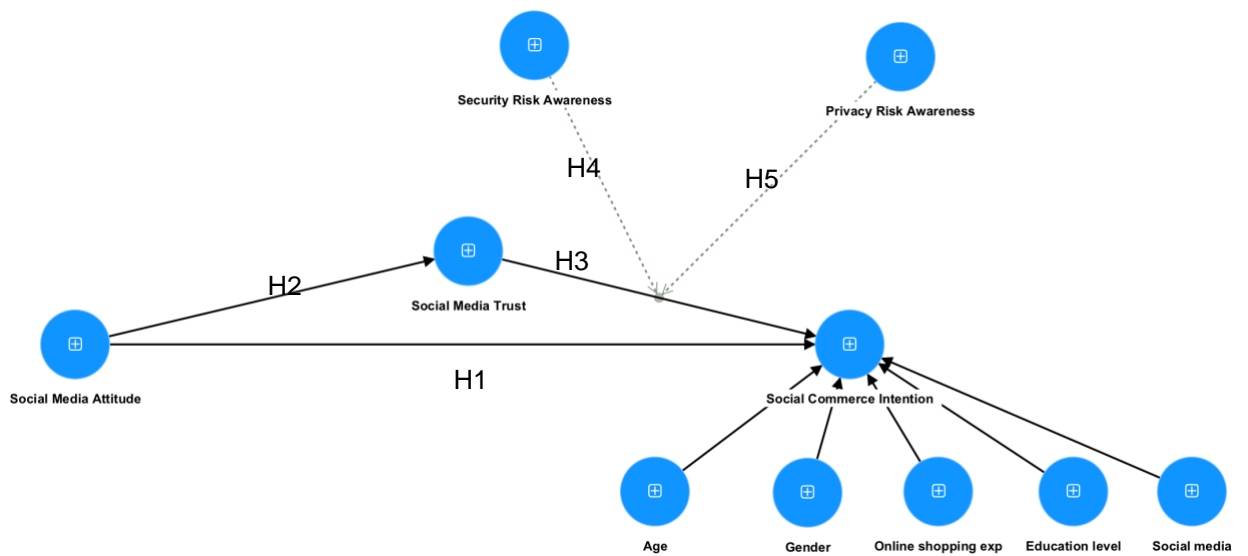 Security Risk Awareness
Privacy Risk Awareness
H4
H5
H2
H3
Social Media Trust
H1
Social Media Attitude
Social Commerce Intention
Age
Gender
Online shopping exp
Education level
Social media